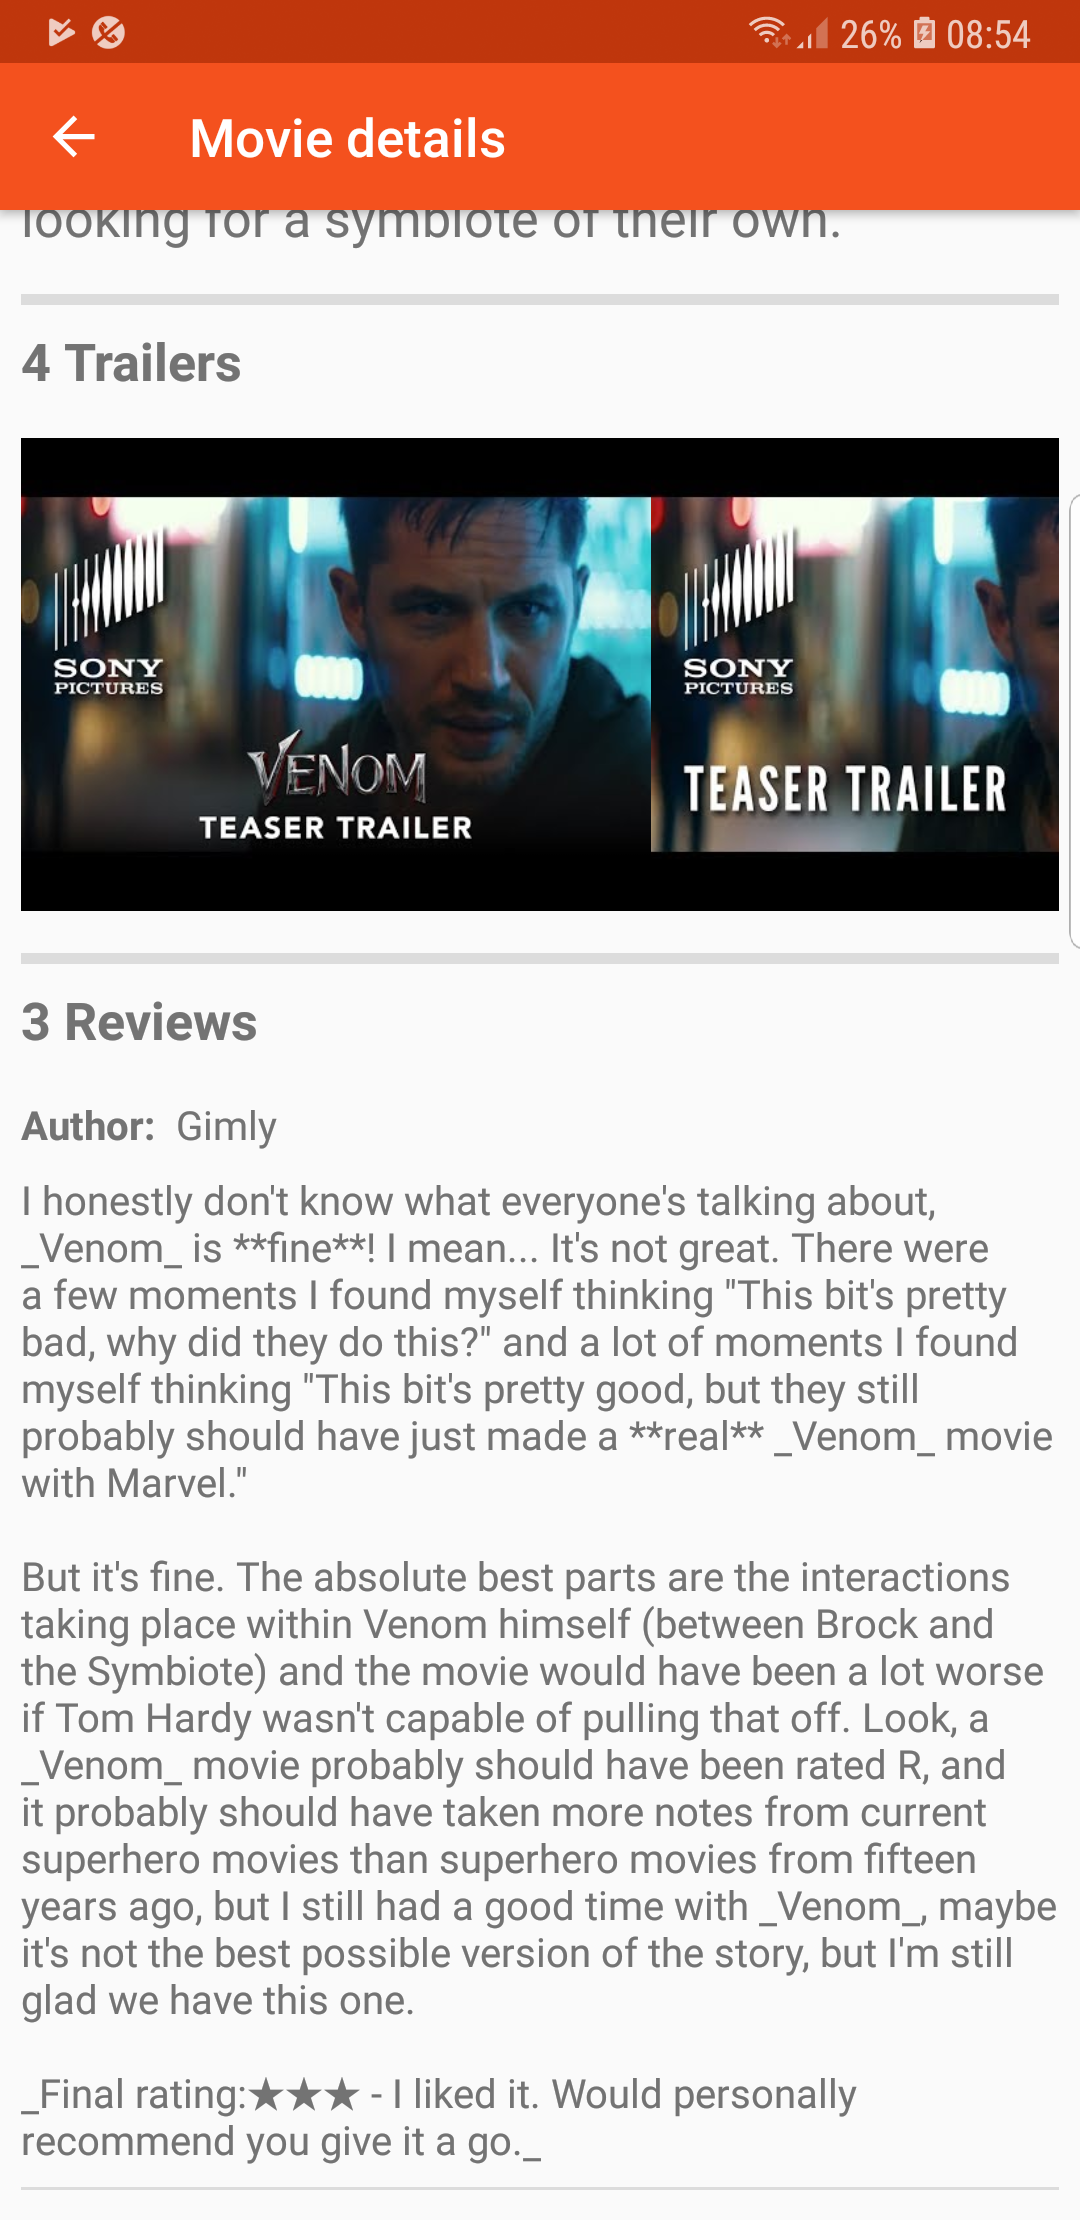 26% 08:54
Movie details
looking for a symbiote of their own.
4 Trailers
SONY
PICTURES
VENOM
TEASER TRAILER
SONY
PICTURES
TEASER TRAILER
3 Reviews
Author: Gimly
I honestly don't know what everyone's talking about,
_Venom_ is **fine**! I mean... It's not great. There were
a few moments I found myself thinking "This bit's pretty
bad, why did they do this?" and a lot of moments I found
myself thinking "This bit's pretty good, but they still
probably should have just made a **real** _Venom_ movie
with Marvel."
But it's fine. The absolute best parts are the interactions
taking place within Venom himself (between Brock and
the Symbiote) and the movie would have been a lot worse
if Tom Hardy wasn't capable of pulling that off. Look, a
_Venom_ movie probably should have been rated R, and
it probably should have taken more notes from current
superhero movies than superhero movies from fifteen
years ago, but I still had a good time with _Venom_, maybe
it's not the best possible version of the story, but I'm still
glad we have this one.
_Final rating:★★★ - I liked it. Would personally
recommend you give it a go._